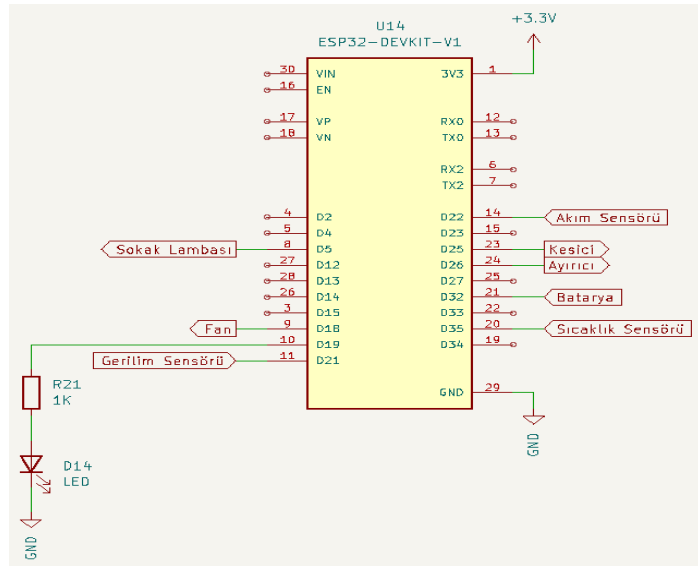 +3.3V
U14
ESP32-DEVKIT-V1
30 VIN 3V3 1
16 EN
17 VP RX0 12
18 VN TX0 13
RX2 6
TX2 7
4 D2 D22 14 Akım Sensörü
5 D4 D23 15
Sokak Lambası 8 D5 D25 23 Kesici
27 D12 D26 24 Ayırıcı
28 D13 D27 25
26 D14 D32 21 Batarya
3 D15 D33 22
Fan 9 D18 D35 20 Sıcaklık Sensörü
10 D19 D34 19
Gerilim Sensörü 11 D21
R21
1K
GND 29
GND
D14
LED
GND